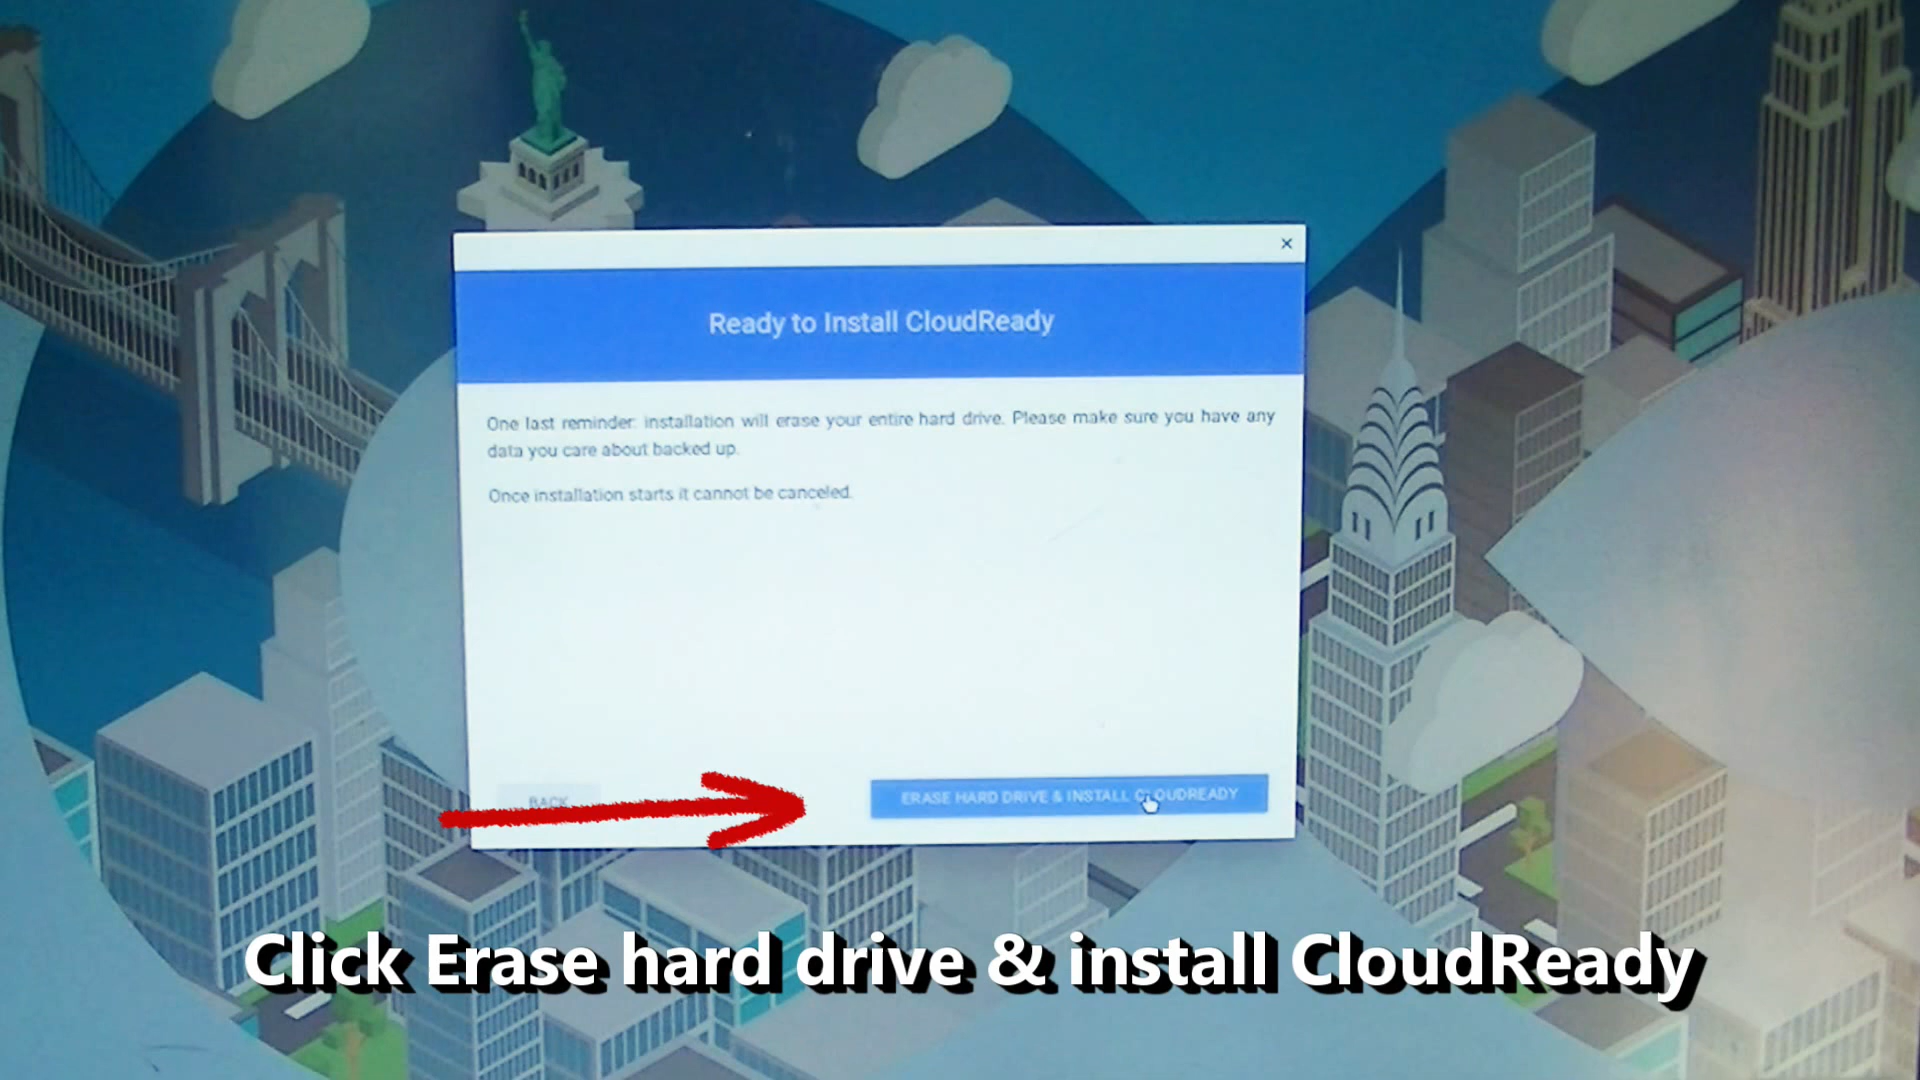 ×
Ready to Install CloudReady
One last reminder: installation will erase your entire hard drive. Please make sure you have any
data you care about backed up.
Once installation starts it cannot be canceled.
BACK
ERASE HARD DRIVE & INSTALL CLOUDREADY
Click Erase hard drive & install CloudReady